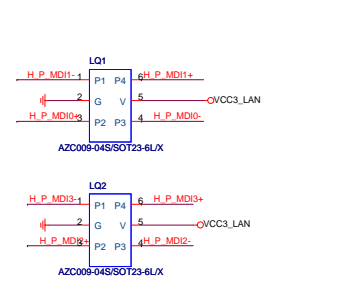 LQ1
H_P_MDI1- 1 P1 P4 6 H_P_MDI1+
2 G V 5 VCC3_LAN
H_P_MDI0+ 3 P2 P3 4 H_P_MDI0-
AZC009-04S/SOT23-6L/X
LQ2
H_P_MDI3- 1 P1 P4 6 H_P_MDI3+
2 G V 5 VCC3_LAN
H_P_MDI2+ 3 P2 P3 4 H_P_MDI2-
AZC009-04S/SOT23-6L/X